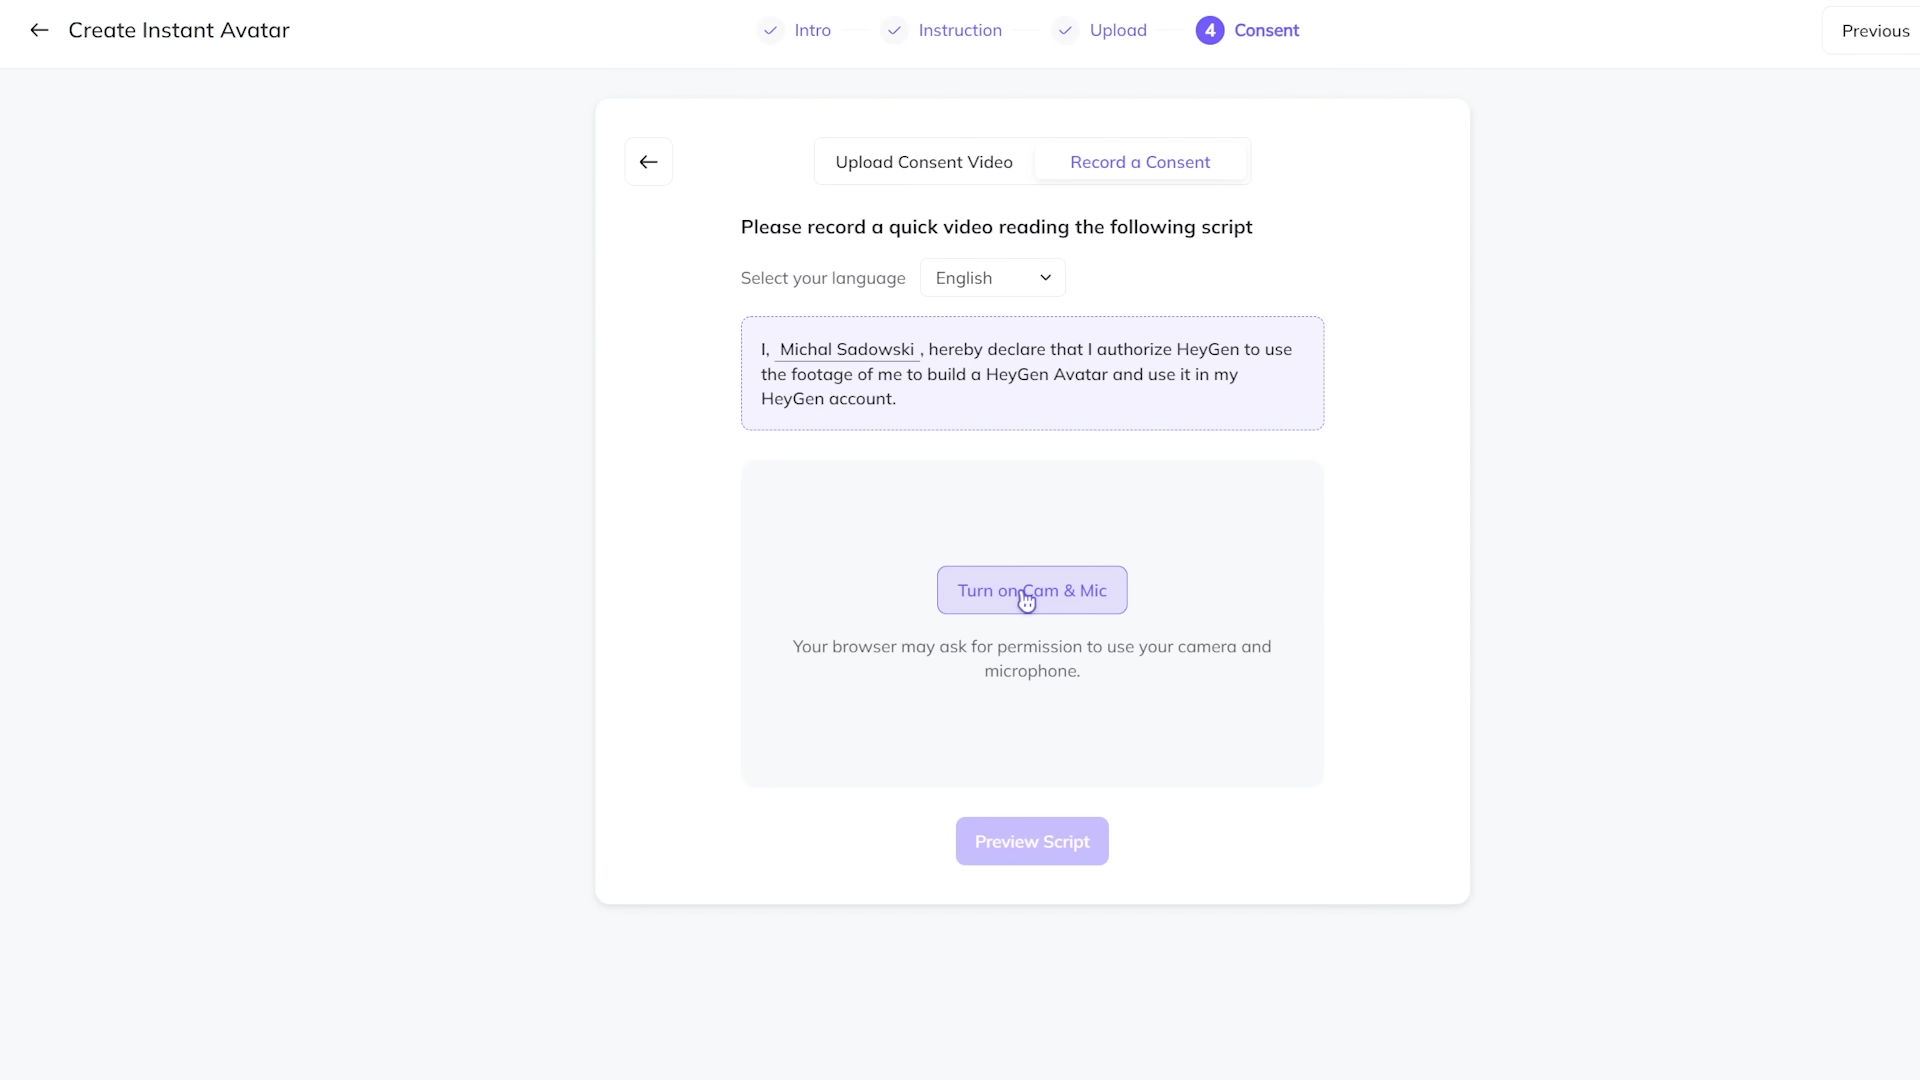 Create Instant Avatar
Intro
Instruction
Upload
4 Consent
Previous
Upload Consent Video
Record a Consent
Please record a quick video reading the following script
Select your language
English
I, Michal Sadowski , hereby declare that I authorize HeyGen to use
the footage of me to build a HeyGen Avatar and use it in my
HeyGen account.
Turn on Cam & Mic
Your browser may ask for permission to use your camera and
microphone.
Preview Script